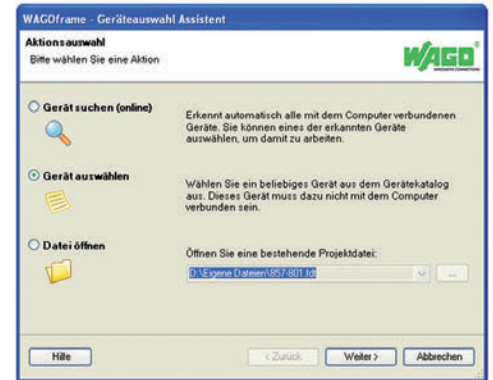 WAGOframe - Geräteauswahl Assistent
Aktionsauswahl
Bitte wählen Sie eine Aktion
WAGO
INNOVATIVE CONNECTIONS
Gerät suchen (online)
Erkennt automatisch alle mit dem Computer verbundenen
Geräte. Sie können eines der erkannten Geräte
auswählen, um damit zu arbeiten.
Gerät auswählen
Wählen Sie ein beliebiges Gerät aus dem Gerätekatalog
aus. Dieses Gerät muss dazu nicht mit dem Computer
verbunden sein.
Datei öffnen
Öffnen Sie eine bestehende Projektdatei:
D:\Eigene Dateien\857-801.fdt
...
Hilfe
< Zurück
Weiter >
Abbrechen